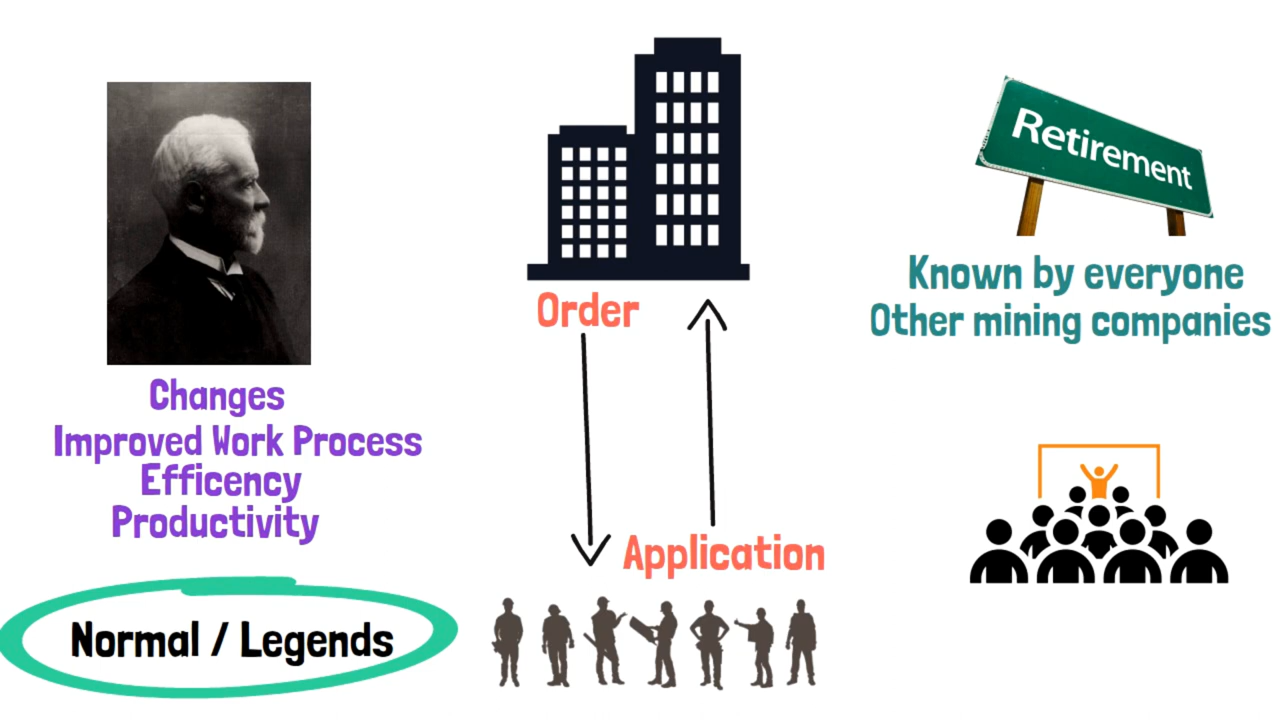 Changes
Improved Work Process
Efficency
Productivity
Normal / Legends
Order
Application
Retirement
Known by everyone
Other mining companies